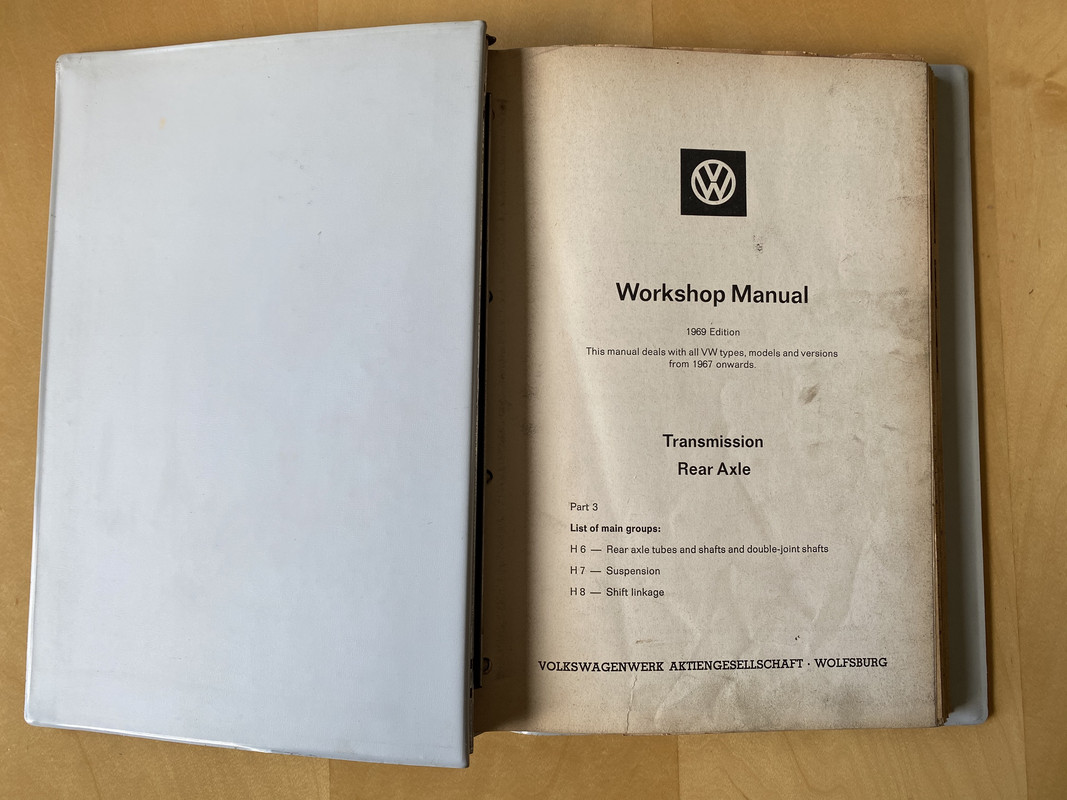 Workshop Manual
1969 Edition
This manual deals with all VW types, models and versions
from 1967 onwards.
Transmission
Rear Axle
Part 3
List of main groups:
H 6 — Rear axle tubes and shafts and double-joint shafts
H 7 — Suspension
H 8 — Shift linkage
VOLKSWAGENWERK AKTIENGESELLSCHAFT · WOLFSBURG